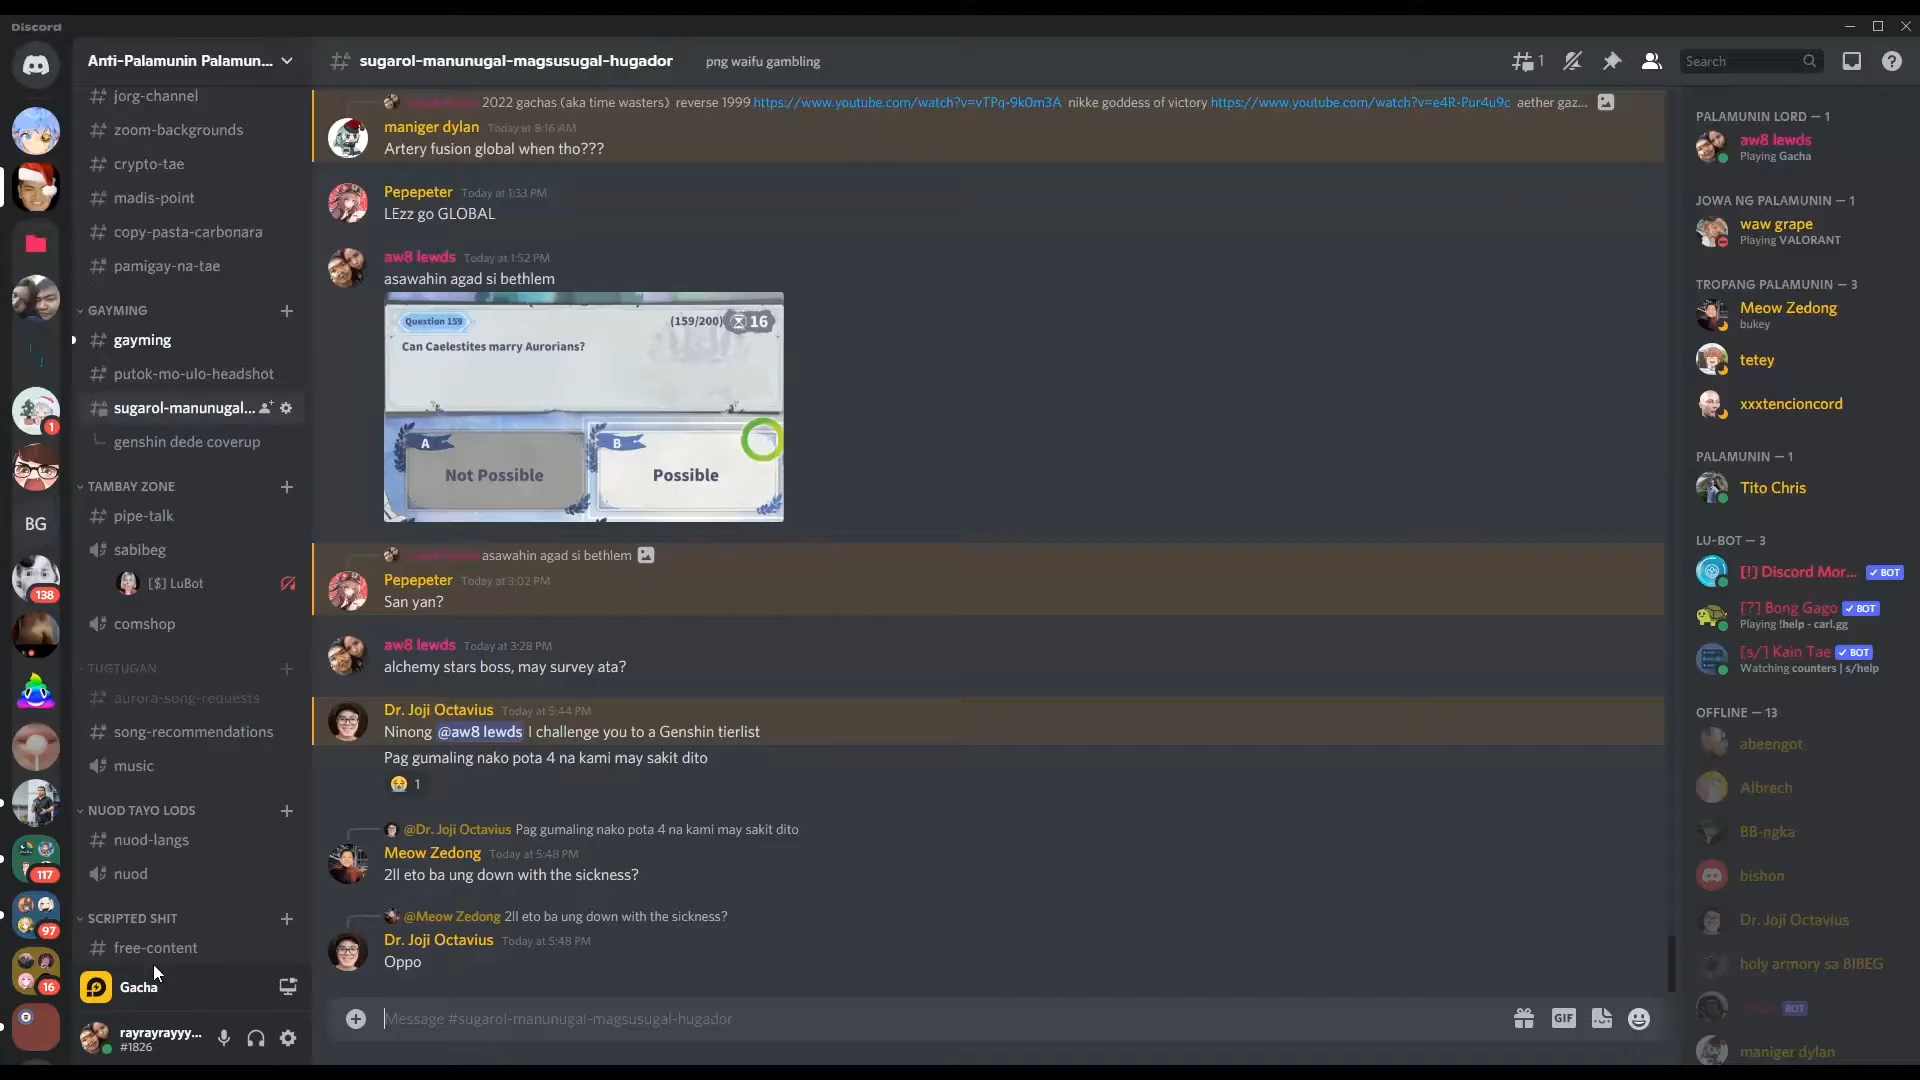 Discord
Anti-Palamunin Palamun...
jorg-channel
zoom-backgrounds
crypto-tae
madis-point
copy-pasta-carbonara
pamigay-na-tae
GAYMING
gayming
putok-mo-ulo-headshot
sugarol-manunugal...
genshin dede coverup
TAMBAY ZONE
pipe-talk
sabibeg
[$] LuBot
comshop
TUGTUGAN
aurora-song-requests
song-recommendations
music
NUOD TAYO LODS
nuod-langs
nuod
SCRIPTED SHIT
free-content
Gacha
rayrayrayyy...
#1826
1
BG
138
117
97
16
sugarol-manunugal-magsusugal-hugador png waifu gambling
1
Search
2022 gachas (aka time wasters) reverse 1999 https://www.youtube.com/watch?v=vTPq-9k0m3A nikke goddess of victory https://www.youtube.com/watch?v=e4R-Pur4u9c aether gaz...
maniger dylan Today at 8:16 AM
Artery fusion global when tho???
Pepepeter Today at 1:33 PM
LEzz go GLOBAL
aw8 lewds Today at 1:52 PM
asawahin agad si bethlem
Question 159 (159/200) 16
Can Caelestites marry Aurorians?
A B
Not Possible Possible
asawahin agad si bethlem
Pepepeter Today at 3:02 PM
San yan?
aw8 lewds Today at 3:28 PM
alchemy stars boss, may survey ata?
Dr. Joji Octavius Today at 5:44 PM
Ninong @aw8 lewds I challenge you to a Genshin tierlist
Pag gumaling nako pota 4 na kami may sakit dito
1
@Dr. Joji Octavius Pag gumaling nako pota 4 na kami may sakit dito
Meow Zedong Today at 5:48 PM
2ll eto ba ung down with the sickness?
@Meow Zedong 2ll eto ba ung down with the sickness?
Dr. Joji Octavius Today at 5:48 PM
Oppo
Message #sugarol-manunugal-magsusugal-hugador
GIF
PALAMUNIN LORD — 1
aw8 lewds
Playing Gacha
JOWA NG PALAMUNIN — 1
waw grape
Playing VALORANT
TROPANG PALAMUNIN — 3
Meow Zedong
bukey
tetey
xxxtencioncord
PALAMUNIN — 1
Tito Chris
LU-BOT — 3
[!] Discord Mor... BOT
[?] Bong Gago BOT
Playing !help - carl.gg
[s/] Kain Tae BOT
Watching counters | s/help
OFFLINE — 13
abeengot
Albrech
BB-ngka
bishon
Dr. Joji Octavius
holy armory sa BIBEG
BOT
maniger dylan